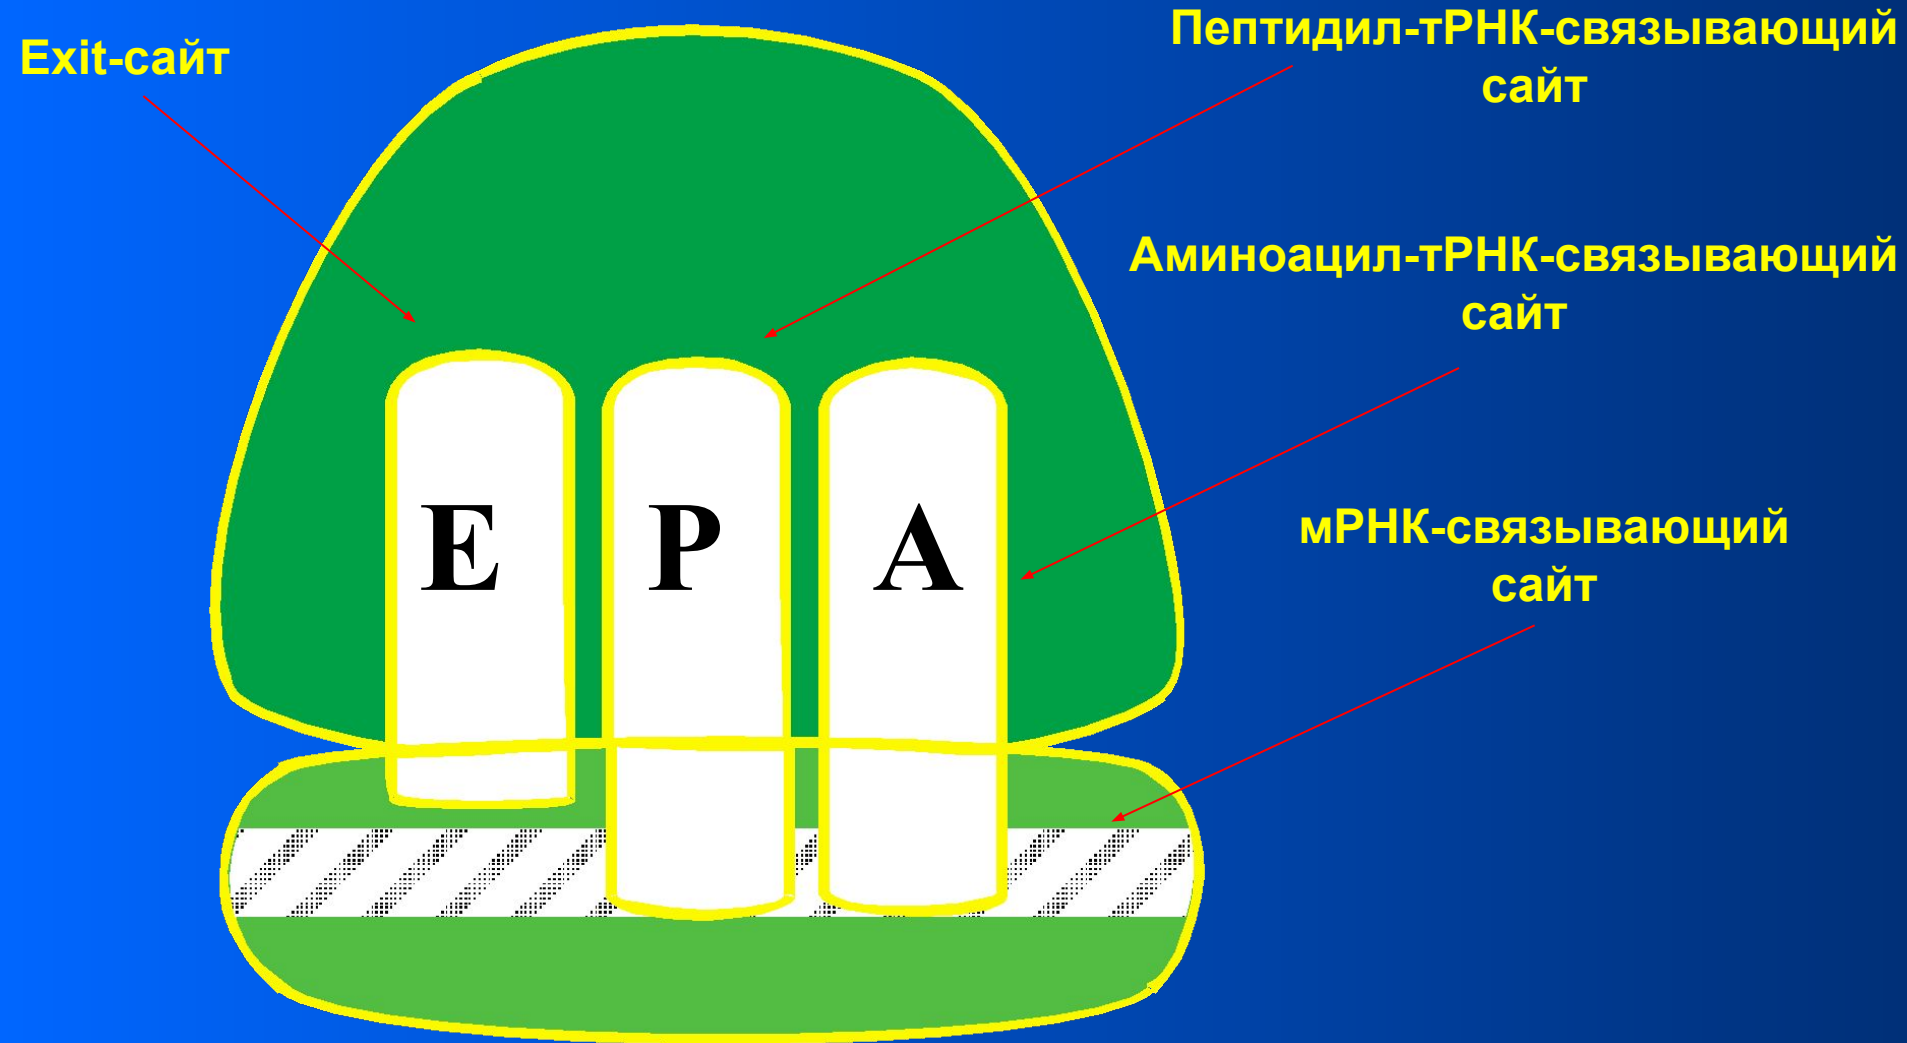 Exit-сайт
Пептидил-тРНК-связывающий
сайт
Аминоацил-тРНК-связывающий
сайт
E P A
мРНК-связывающий
сайт